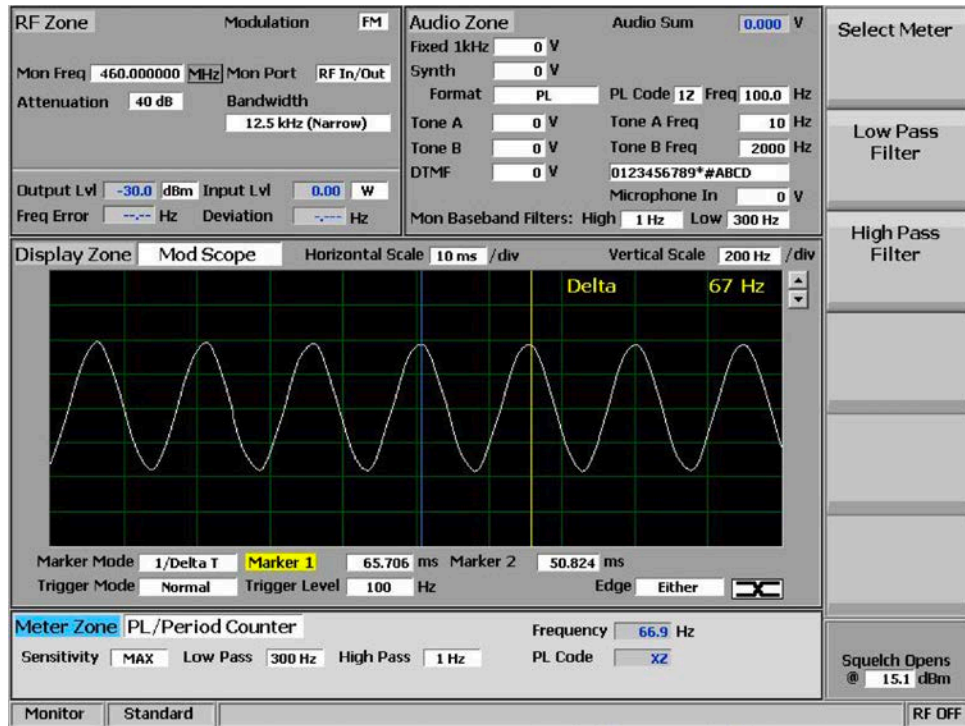 RF Zone Modulation FM
Mon Freq 460.000000 MHz Mon Port RF In/Out
Attenuation 40 dB Bandwidth
12.5 kHz (Narrow)
Output Lvl -30.0 dBm Input Lvl 0.00 W
Freq Error --.-- Hz Deviation -.--- Hz
Audio Zone Audio Sum 0.000 V
Fixed 1kHz 0 V
Synth 0 V
Format PL PL Code 1Z Freq 100.0 Hz
Tone A 0 V Tone A Freq 10 Hz
Tone B 0 V Tone B Freq 2000 Hz
DTMF 0 V 0123456789*#ABCD
Microphone In 0 V
Mon Baseband Filters: High 1 Hz Low 300 Hz
Display Zone Mod Scope Horizontal Scale 10 ms /div Vertical Scale 200 Hz /div
Delta 67 Hz
Marker Mode 1/Delta T Marker 1 65.706 ms Marker 2 50.824 ms
Trigger Mode Normal Trigger Level 100 Hz Edge Either
Meter Zone PL/Period Counter Frequency 66.9 Hz
Sensitivity MAX Low Pass 300 Hz High Pass 1 Hz PL Code XZ
Monitor Standard RF OFF
Select Meter
Low Pass
Filter
High Pass
Filter
Squelch Opens
@ 15.1 dBm